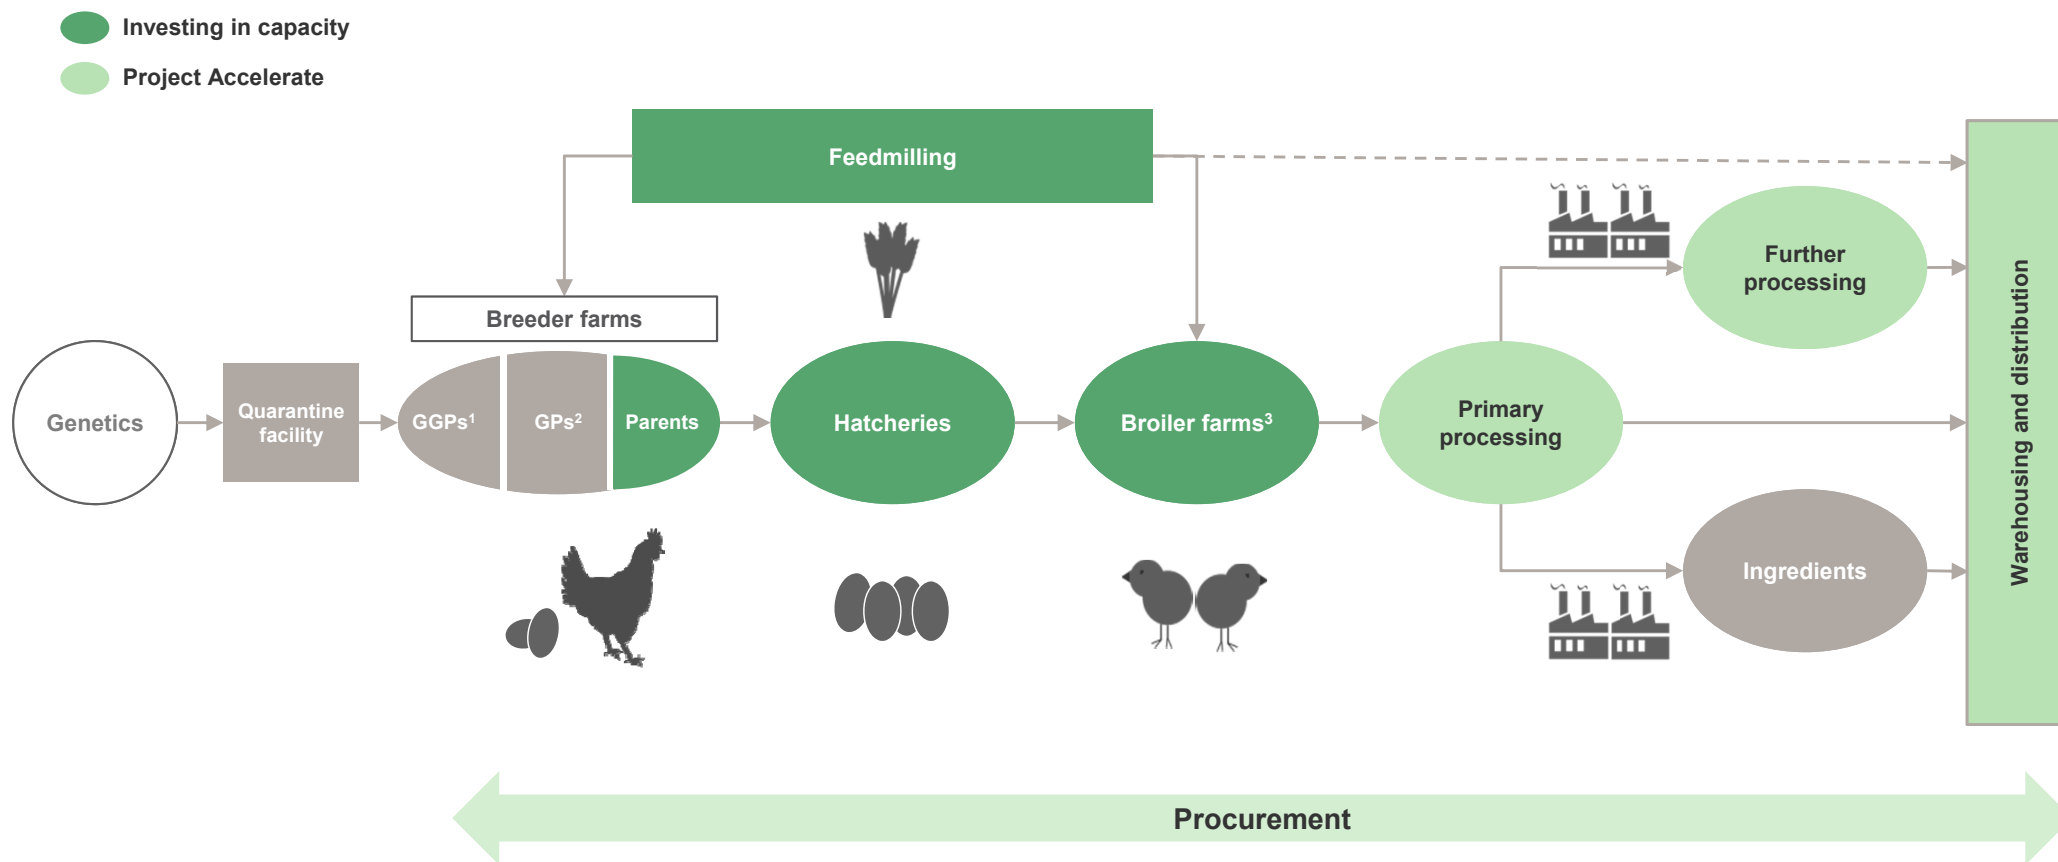 Investing in capacity
Project Accelerate
Feedmilling
Breeder farms
Genetics
Quarantine
facility
GGPs¹
GPs²
Parents
Hatcheries
Broiler farms³
Primary
processing
Further
processing
Ingredients
Warehousing and distribution
Procurement